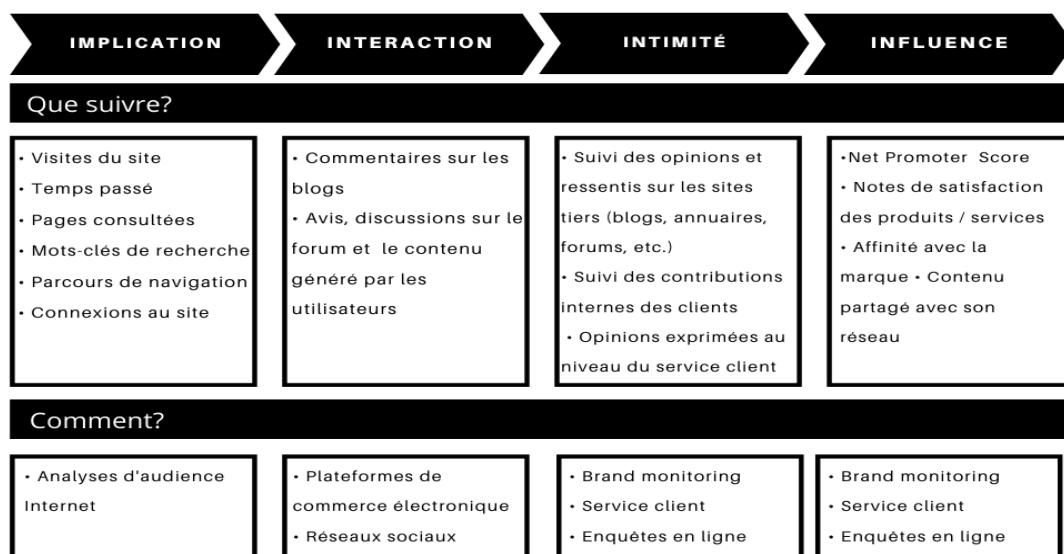 IMPLICATION
INTERACTION
INTIMITÉ
INFLUENCE
Que suivre?
• Visites du site
• Temps passé
• Pages consultées
• Mots-clés de recherche
• Parcours de navigation
• Connexions au site
• Commentaires sur les
blogs
• Avis, discussions sur le
forum et le contenu
généré par les
utilisateurs
• Suivi des opinions et
ressentis sur les sites
tiers (blogs, annuaires,
forums, etc.)
• Suivi des contributions
internes des clients
• Opinions exprimées au
niveau du service client
•Net Promoter Score
• Notes de satisfaction
des produits / services
• Affinité avec la
marque • Contenu
partagé avec son
réseau
Comment?
• Analyses d'audience
Internet
• Plateformes de
commerce électronique
• Réseaux sociaux
• Brand monitoring
• Service client
• Enquêtes en ligne
• Brand monitoring
• Service client
• Enquêtes en ligne